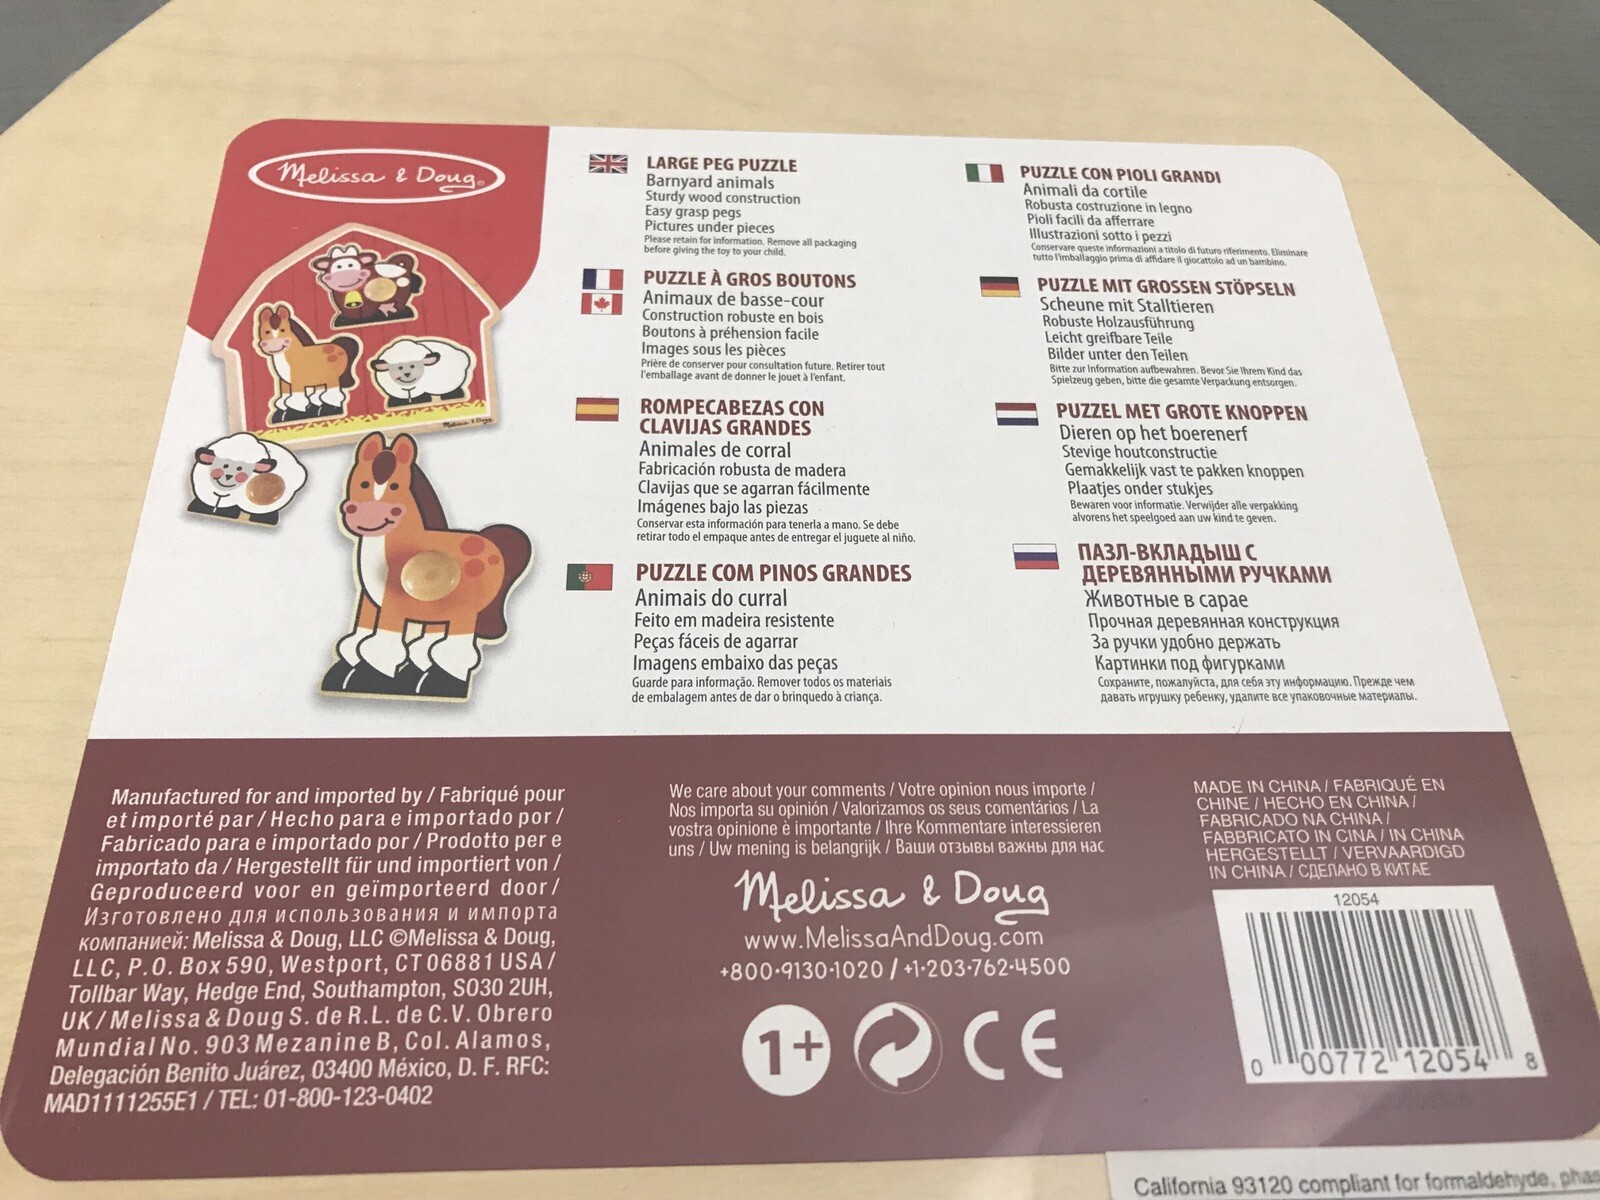 Melissa & Doug®
Melissa & Doug
LARGE PEG PUZZLE
Barnyard animals
Sturdy wood construction
Easy grasp pegs
Pictures under pieces
Please retain for information. Remove all packaging
before giving the toy to your child.
PUZZLE À GROS BOUTONS
Animaux de basse-cour
Construction robuste en bois
Boutons à préhension facile
Images sous les pièces
Prière de conserver pour consultation future. Retirer tout
l'emballage avant de donner le jouet à l'enfant.
ROMPECABEZAS CON
CLAVIJAS GRANDES
Animales de corral
Fabricación robusta de madera
Clavijas que se agarran fácilmente
Imágenes bajo las piezas
Conservar esta información para tenerla a mano. Se debe
retirar todo el empaque antes de entregar el juguete al niño.
PUZZLE COM PINOS GRANDES
Animais do curral
Feito em madeira resistente
Peças fáceis de agarrar
Imagens embaixo das peças
Guarde para informação. Remover todos os materiais
de embalagem antes de dar o brinquedo à criança.
PUZZLE CON PIOLI GRANDI
Animali da cortile
Robusta costruzione in legno
Pioli facili da afferrare
Illustrazioni sotto i pezzi
Conservare queste informazioni a titolo di futuro riferimento. Eliminare
tutto l'imballaggio prima di affidare il giocattolo ad un bambino.
PUZZLE MIT GROSSEN STÖPSELN
Scheune mit Stalltieren
Robuste Holzausführung
Leicht greifbare Teile
Bilder unter den Teilen
Bitte zur Information aufbewahren. Bevor Sie Ihrem Kind das
Spielzeug geben, bitte die gesamte Verpackung entsorgen.
PUZZEL MET GROTE KNOPPEN
Dieren op het boerenerf
Stevige houtconstructie
Gemakkelijk vast te pakken knoppen
Plaatjes onder stukjes
Bewaren voor informatie. Verwijder alle verpakking
alvorens het speelgoed aan uw kind te geven.
ПАЗЛ-ВКЛАДЫШ С
ДЕРЕВЯННЫМИ РУЧКАМИ
Животные в сарае
Прочная деревянная конструкция
За ручки удобно держать
Картинки под фигурками
Сохраните, пожалуйста, для себя эту информацию. Прежде чем
давать игрушку ребенку, удалите все упаковочные материалы.
Manufactured for and imported by / Fabriqué pour
et importé par / Hecho para e importado por /
Fabricado para e importado por / Prodotto per e
importato da / Hergestellt für und importiert von /
Geproduceerd voor en geïmporteerd door /
Изготовлено для использования и импорта
компанией: Melissa & Doug, LLC ©Melissa & Doug,
LLC, P.O. Box 590, Westport, CT 06881 USA /
Tollbar Way, Hedge End, Southampton, SO30 2UH,
UK / Melissa & Doug S. de R.L. de C.V. Obrero
Mundial No. 903 Mezanine B, Col. Alamos,
Delegación Benito Juárez, 03400 México, D. F. RFC:
MAD1111255E1 / TEL: 01-800-123-0402
We care about your comments / Votre opinion nous importe /
Nos importa su opinión / Valorizamos os seus comentários / La
vostra opinione è importante / Ihre Kommentare interessieren
uns / Uw mening is belangrijk / Ваши отзывы важны для нас
Melissa & Doug
www.MelissaAndDoug.com
+800•9130•1020 / +1•203•762•4500
1+
CE
MADE IN CHINA / FABRIQUÉ EN
CHINE / HECHO EN CHINA /
FABRICADO NA CHINA /
FABBRICATO IN CINA / IN CHINA
HERGESTELLT / VERVAARDIGD
IN CHINA / СДЕЛАНО В КИТАЕ
12054
0 00772 12054 8
California 93120 compliant for formaldehyde,